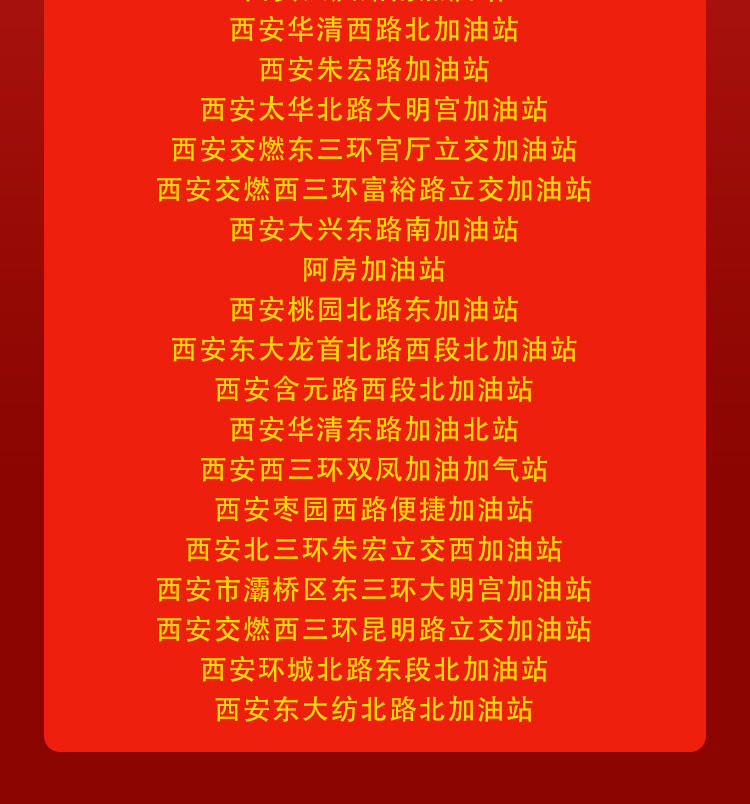 西安华清西路北加油站
西安朱宏路加油站
西安太华北路大明宫加油站
西安交燃东三环官厅立交加油站
西安交燃西三环富裕路立交加油站
西安大兴东路南加油站
阿房加油站
西安桃园北路东加油站
西安东大龙首北路西段北加油站
西安含元路西段北加油站
西安华清东路加油北站
西安西三环双凤加油加气站
西安枣园西路便捷加油站
西安北三环朱宏立交西加油站
西安市灞桥区东三环大明宫加油站
西安交燃西三环昆明路立交加油站
西安环城北路东段北加油站
西安东大纺北路北加油站